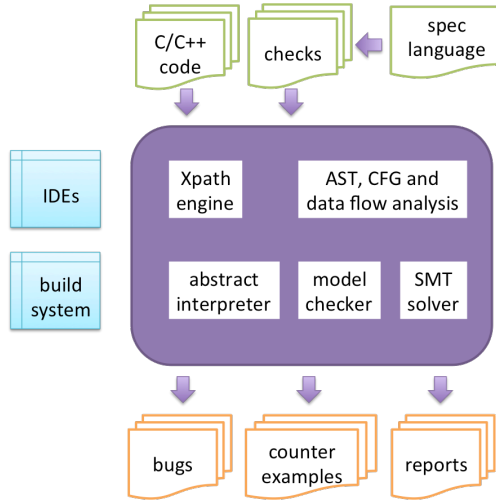 C/C++
code
checks
spec
language
IDEs
Xpath
engine
AST, CFG and
data flow analysis
build
system
abstract
interpreter
model
checker
SMT
solver
bugs
counter
examples
reports